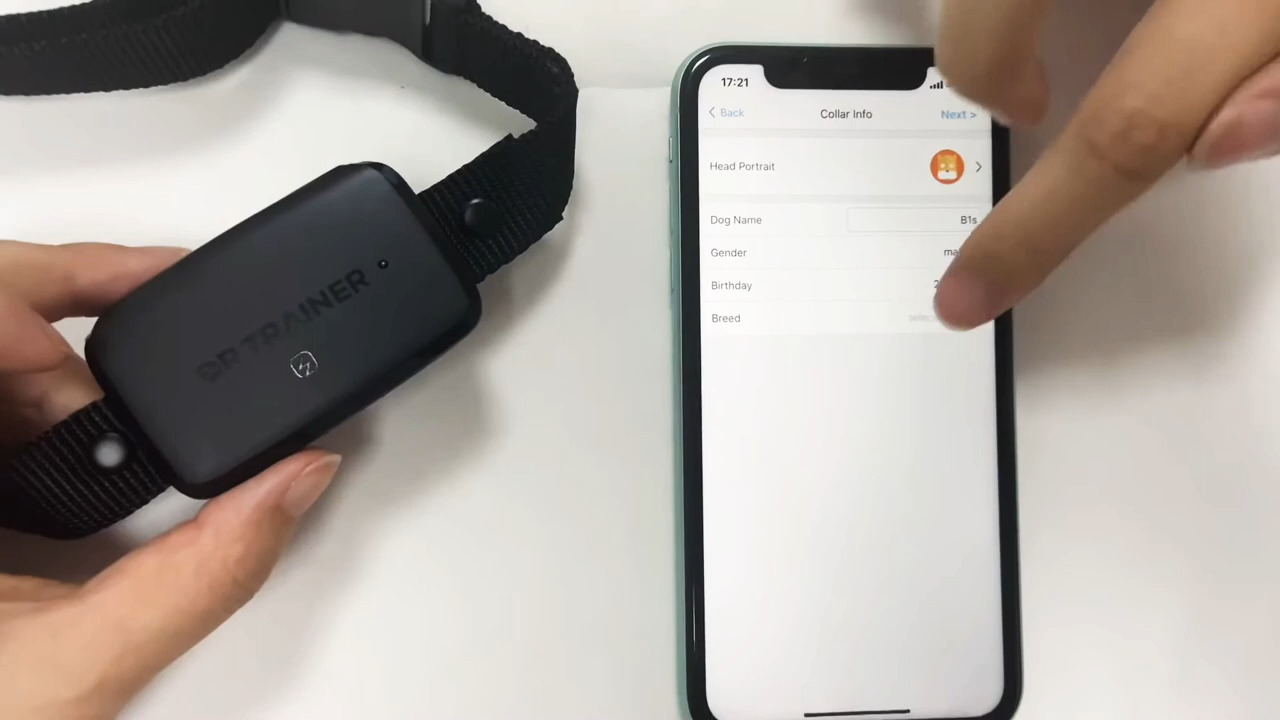 DR TRAINER
17:21
Back
Collar Info
Next >
Head Portrait
Dog Name
B1s
Gender
Birthday
Breed